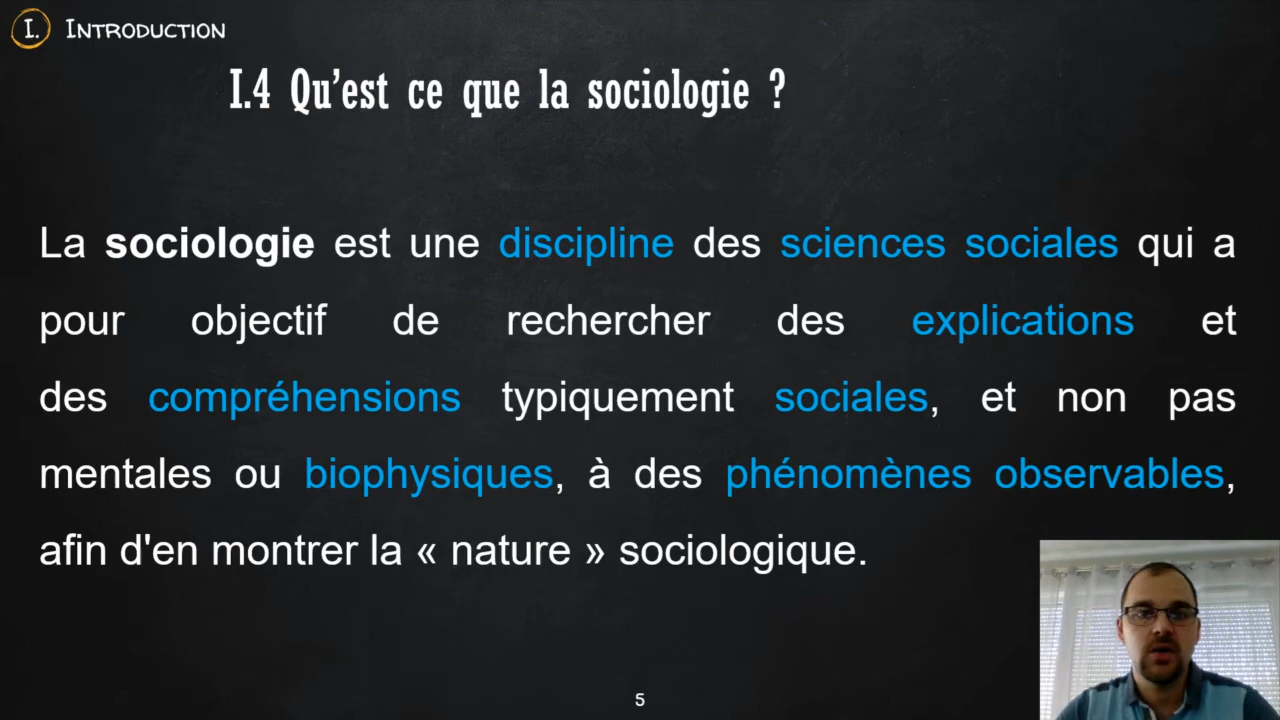 I. INTRODUCTION
I.4 Qu’est ce que la sociologie ?
La sociologie est une discipline des sciences sociales qui a
pour objectif de rechercher des explications et
des compréhensions typiquement sociales, et non pas
mentales ou biophysiques, à des phénomènes observables,
afin d'en montrer la « nature » sociologique.
5